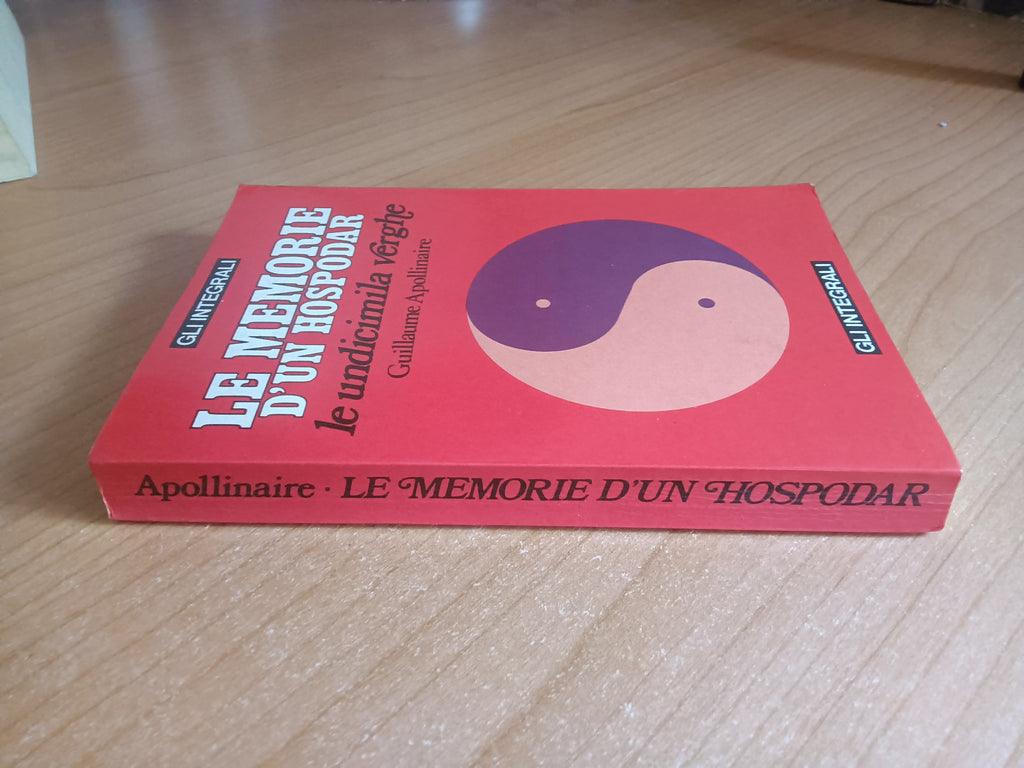 GLI INTEGRALI
LE MEMORIE
D'UN HOSPODAR
le undicimila verghe
Guillaume Apollinaire
GLI INTEGRALI
Apollinaire · LE MEMORIE D'UN HOSPODAR